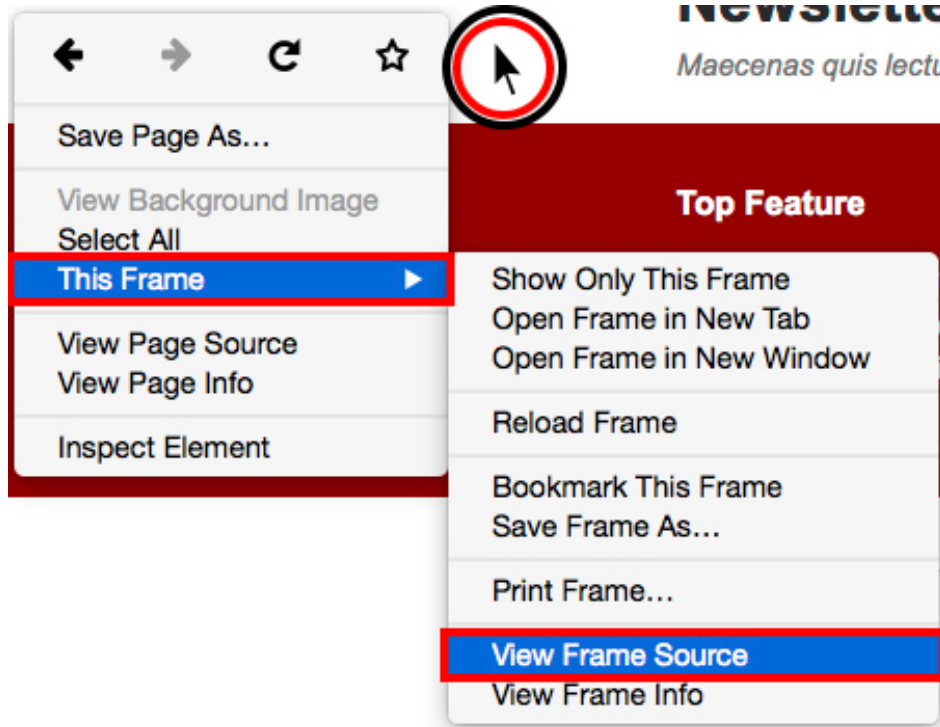 Newslette
Maecenas quis lectu
Save Page As...
View Background Image
Select All
This Frame
View Page Source
View Page Info
Inspect Element
Top Feature
Show Only This Frame
Open Frame in New Tab
Open Frame in New Window
Reload Frame
Bookmark This Frame
Save Frame As...
Print Frame...
View Frame Source
View Frame Info